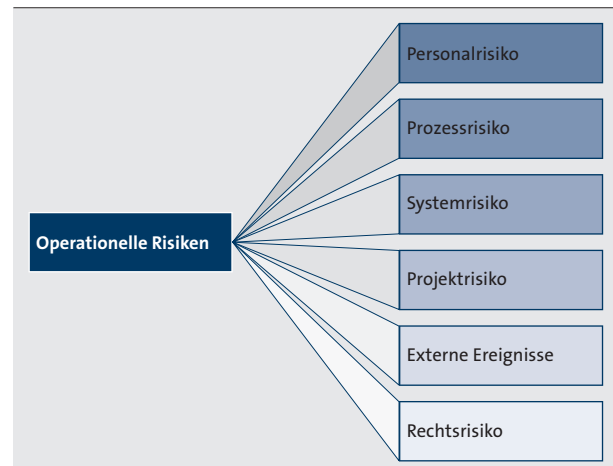 Operationelle Risiken
Personalrisiko
Prozessrisiko
Systemrisiko
Projektrisiko
Externe Ereignisse
Rechtsrisiko